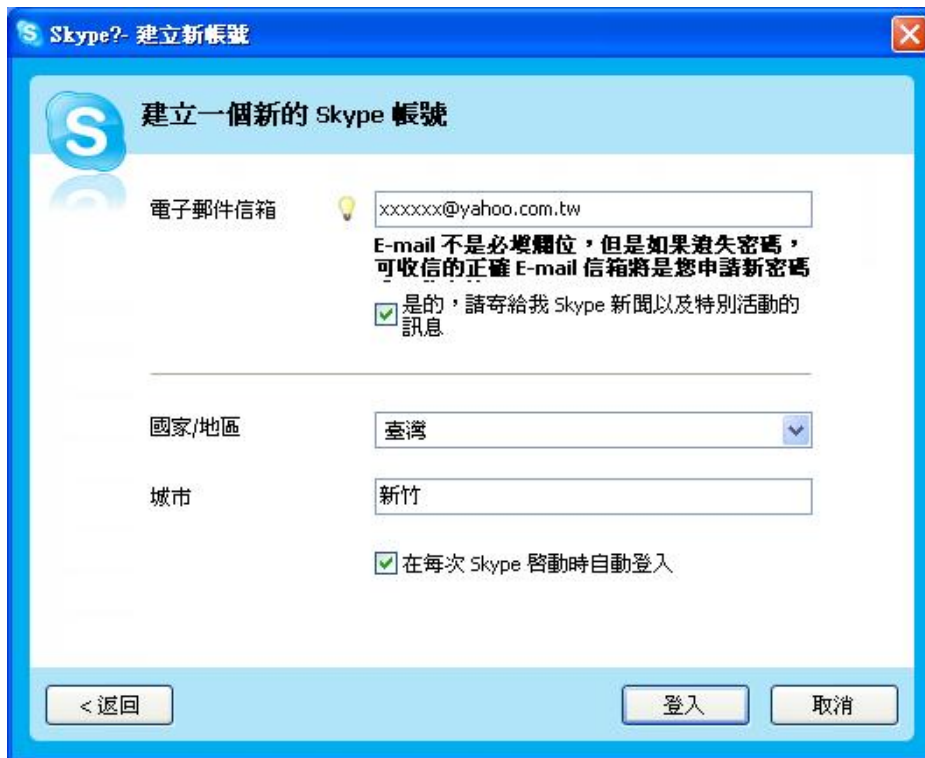 Skype?- 建立新帳號
建立一個新的 Skype 帳號
電子郵件信箱
xxxxxx@yahoo.com.tw
E-mail 不是必填欄位，但是如果遺失密碼，
可收信的正確 E-mail 信箱將是您申請新密碼
是的，請寄給我 Skype 新聞以及特別活動的
訊息
國家/地區
臺灣
城市
新竹
在每次 Skype 啓動時自動登入
<返回
登入
取消